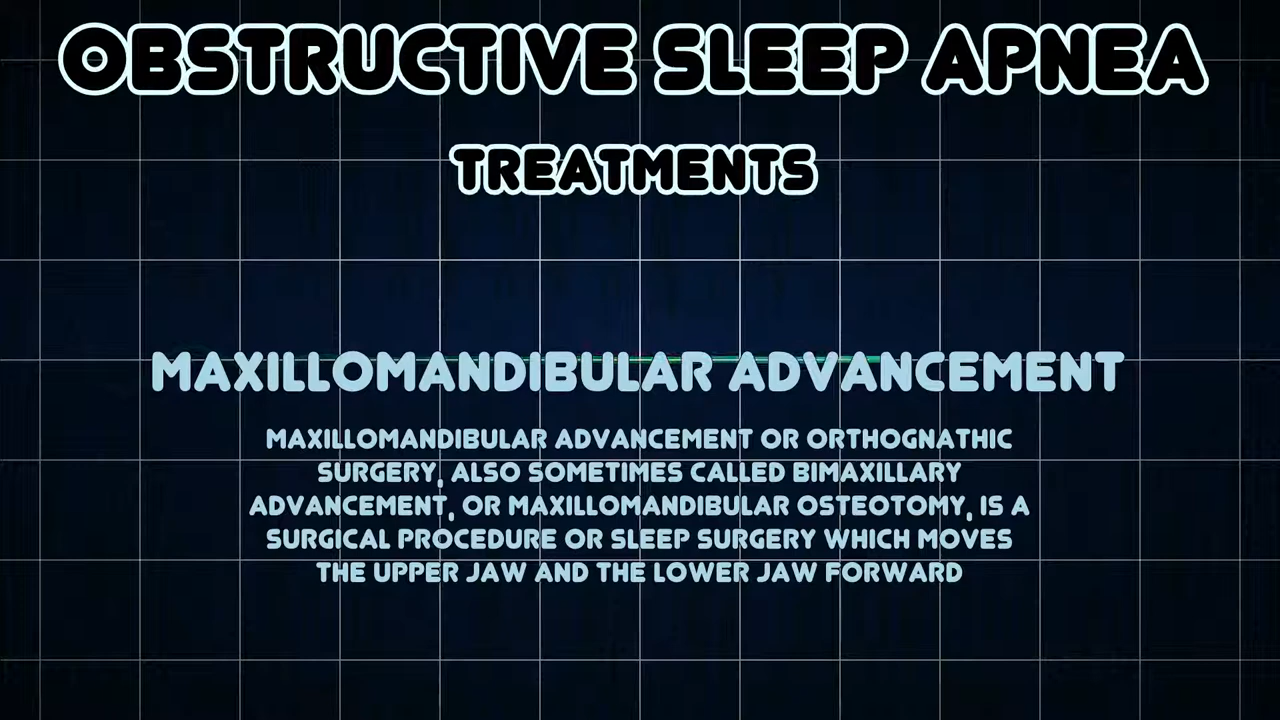 OBSTRUCTIVE SLEEP APNEA
TREATMENTS
MAXILLOMANDIBULAR ADVANCEMENT
MAXILLOMANDIBULAR ADVANCEMENT OR ORTHOGNATHIC
SURGERY, ALSO SOMETIMES CALLED BIMAXILLARY
ADVANCEMENT, OR MAXILLOMANDIBULAR OSTEOTOMY, IS A
SURGICAL PROCEDURE OR SLEEP SURGERY WHICH MOVES
THE UPPER JAW AND THE LOWER JAW FORWARD